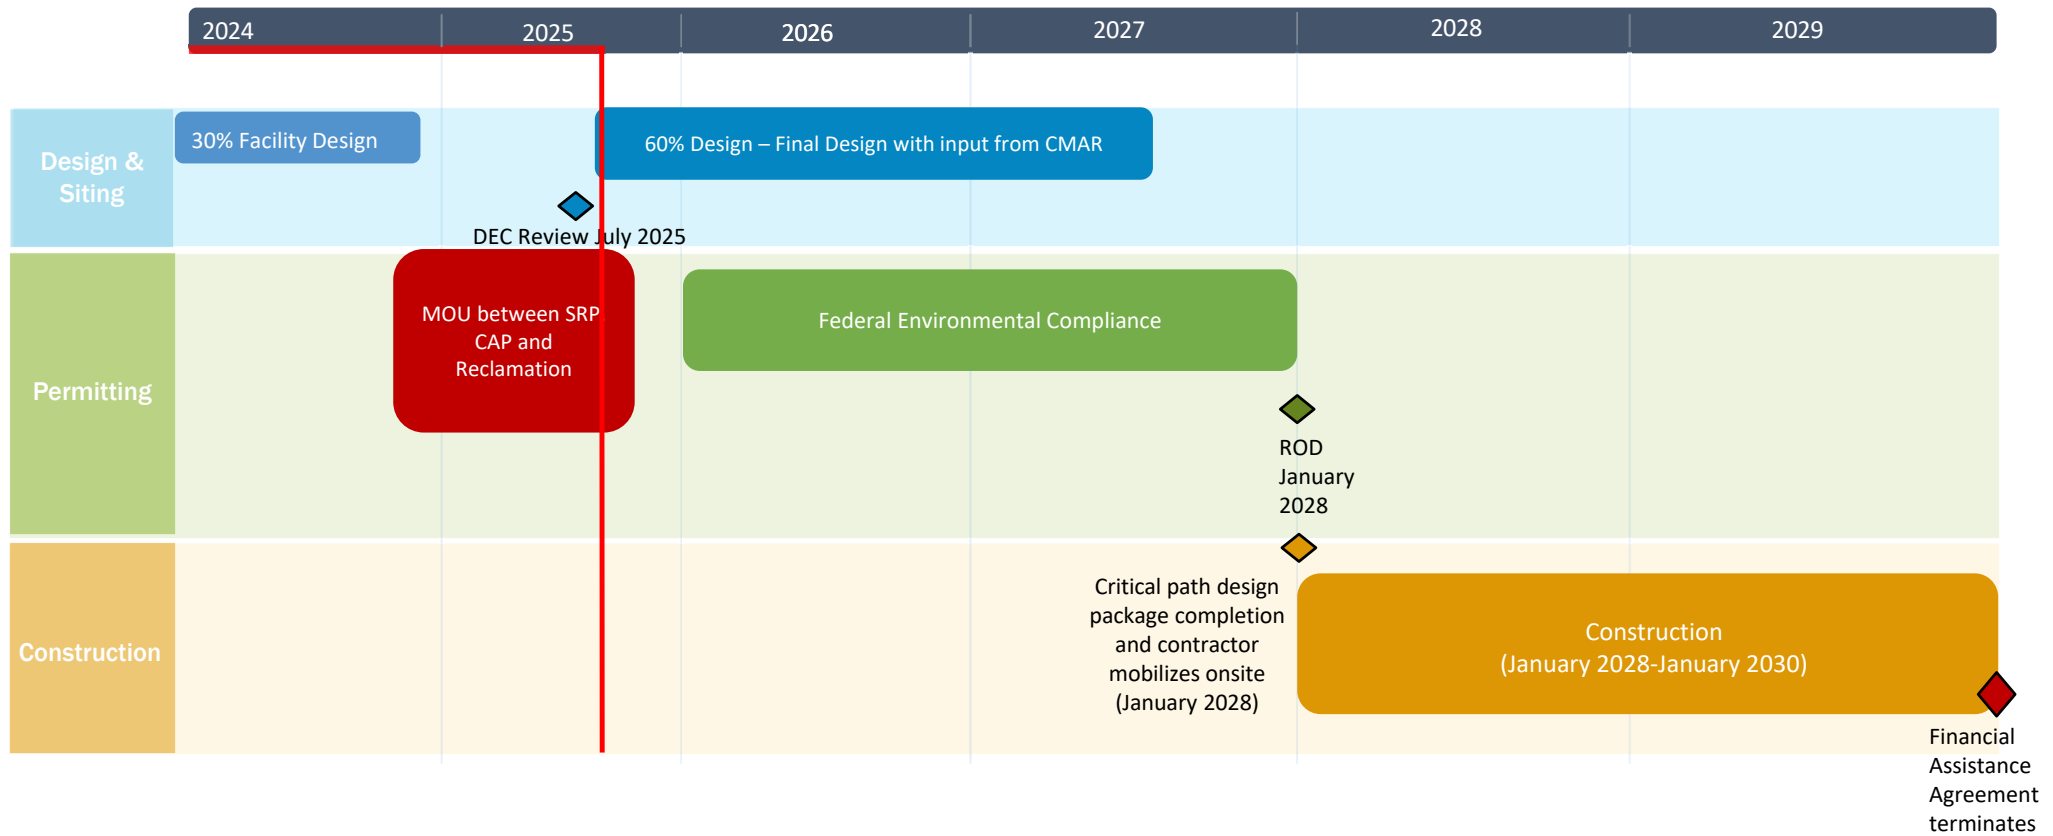 2024
2025
2026
2027
2028
2029
Design &
Siting
30% Facility Design
60% Design – Final Design with input from CMAR
DEC Review July 2025
Permitting
MOU between SRP
CAP and
Reclamation
Federal Environmental Compliance
ROD
January
2028
Construction
Critical path design
package completion
and contractor
mobilizes onsite
(January 2028)
Construction
(January 2028-January 2030)
Financial
Assistance
Agreement
terminates